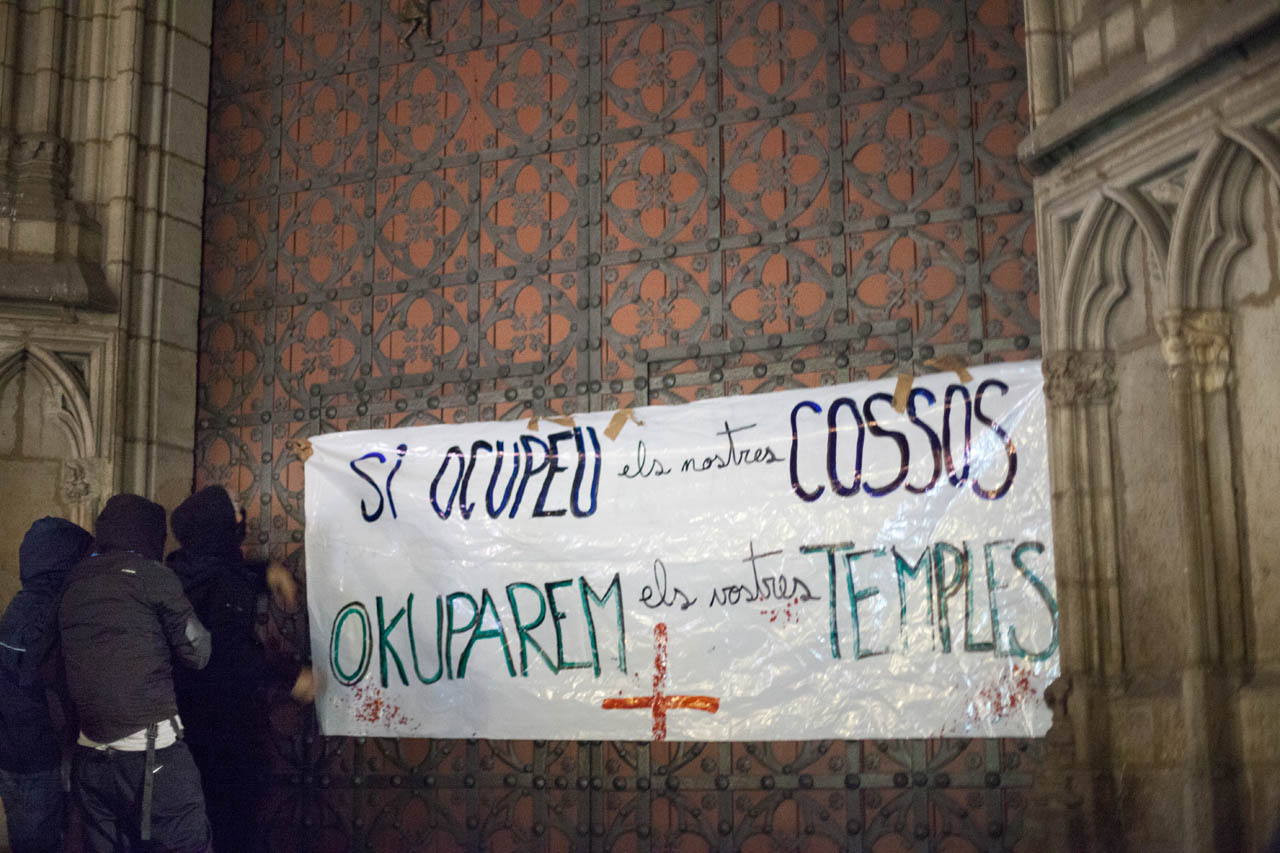 SI OCUPEU els nostres COSSOS
OKUPAREM els vostres TEMPLES